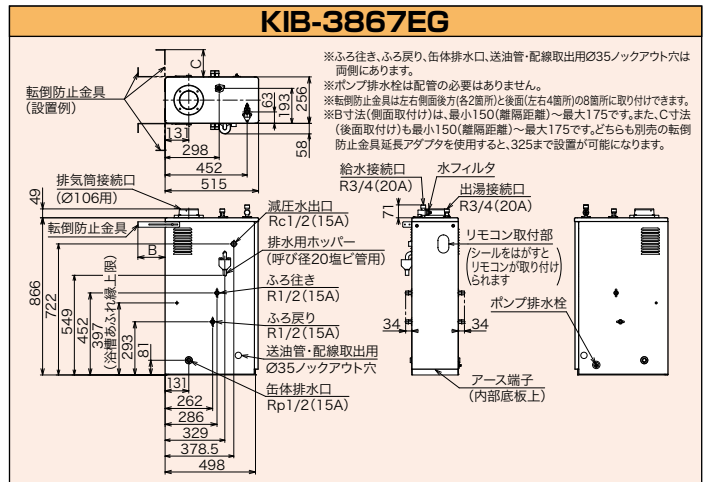 KIB-3867EG
※ふろ往き、ふろ戻り、缶体排水口、送油管・配線取出用Ø35ノックアウト穴は
両側にあります。
※ポンプ排水栓は配管の必要はありません。
※転倒防止金具は左右側面後方(各2箇所)と後面(左右4箇所)の8箇所に取り付けできます。
※B寸法(側面取付け)は、最小150(離隔距離)～最大175です。また、C寸法
(後面取付け)も最小150(離隔距離)～最大175です。どちらも別売の転倒
防止金具延長アダプタを使用すると、325まで設置が可能になります。
C
転倒防止金具
(設置例)
63
193
256
58
131
298
452
515
排気筒接続口
(Ø106用)
転倒防止金具
49
B
866
722
549
452
397
(浴槽あふれ縁上限)
293
81
減圧水出口
Rc1/2(15A)
排水用ホッパー
(呼び径20塩ビ管用)
ふろ往き
R1/2(15A)
ふろ戻り
R1/2(15A)
送油管・配線取出用
Ø35ノックアウト穴
缶体排水口
Rp1/2(15A)
131
262
286
329
378.5
498
給水接続口
R3/4(20A)
水フィルタ
出湯接続口
R3/4(20A)
71
リモコン取付部
(シールをはがすと
リモコンが取り付け
られます)
34
34
ポンプ排水栓
アース端子
(内部底板上)